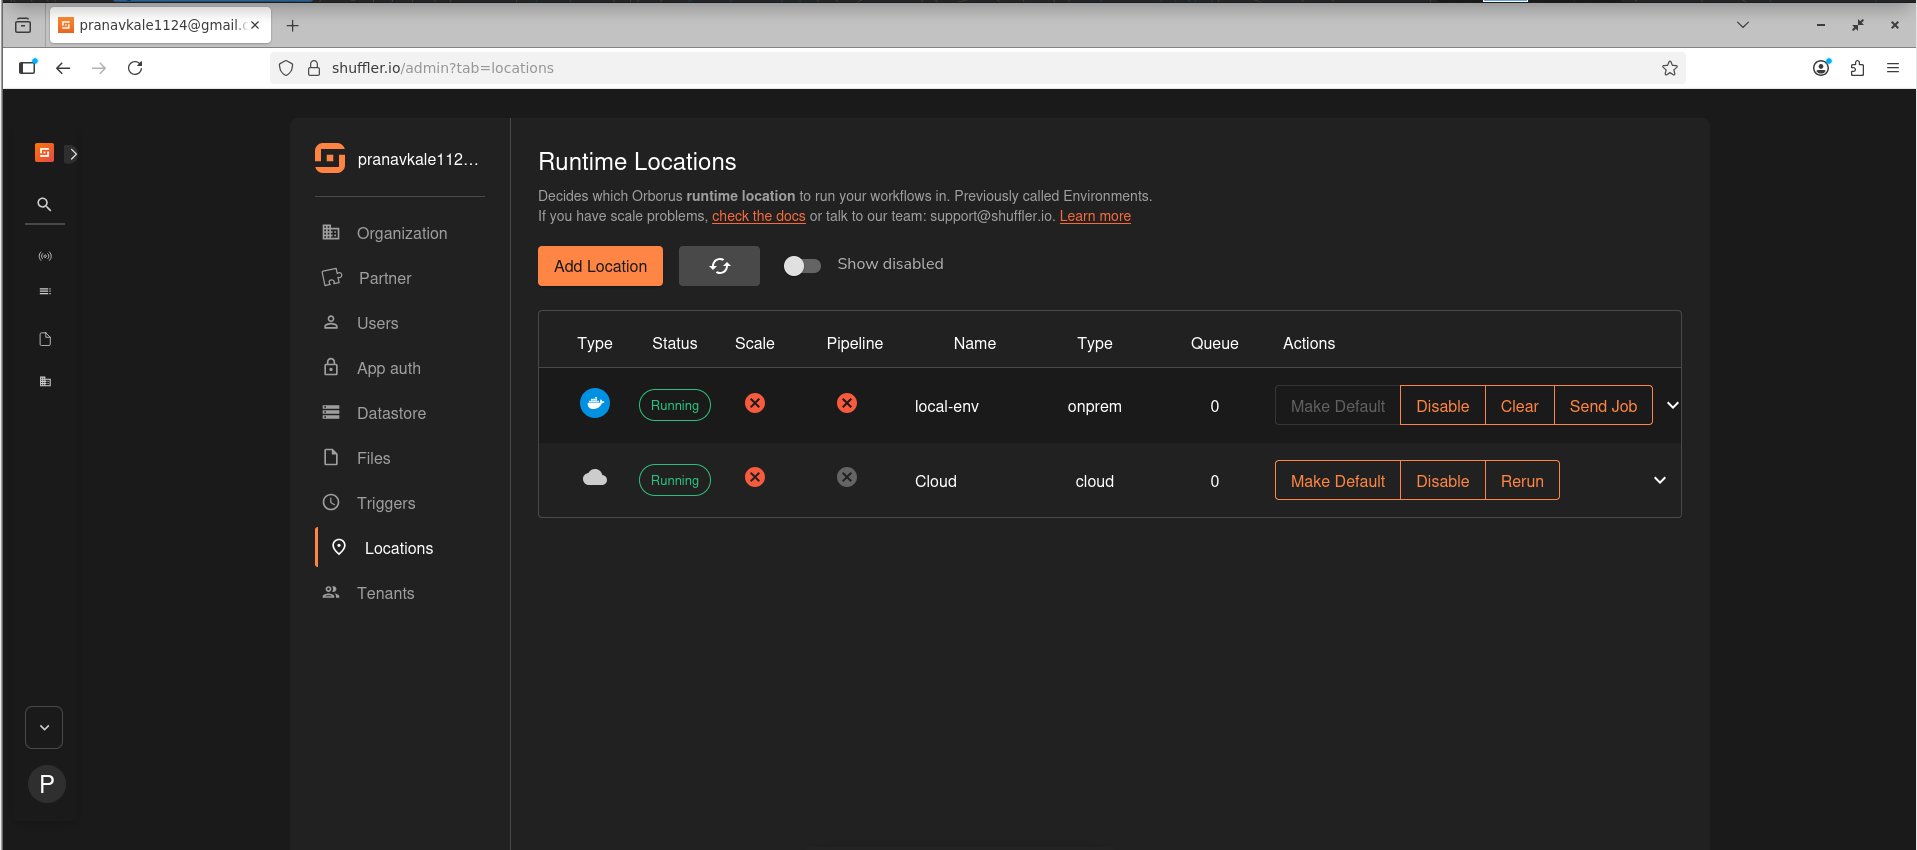 pranavkale1124@gmail.c
shuffler.io/admin?tab=locations
pranavkale112...
Organization
Partner
Users
App auth
Datastore
Files
Triggers
Locations
Tenants
P
Runtime Locations
Decides which Orborus runtime location to run your workflows in. Previously called Environments.
If you have scale problems, check the docs or talk to our team: support@shuffler.io. Learn more
Add Location
Show disabled
Type Status Scale Pipeline Name Type Queue Actions
Running local-env onprem 0 Make Default Disable Clear Send Job
Running Cloud cloud 0 Make Default Disable Rerun